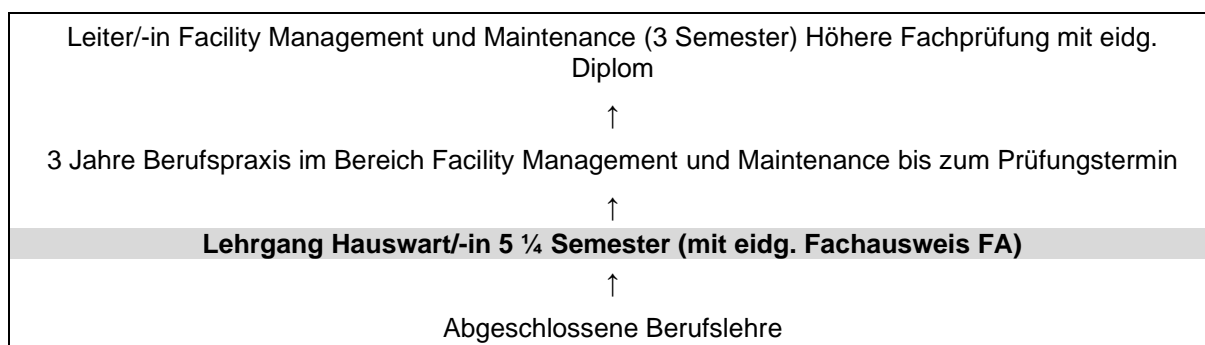 Leiter/-in Facility Management und Maintenance (3 Semester) Höhere Fachprüfung mit eidg.
Diplom
↑
3 Jahre Berufspraxis im Bereich Facility Management und Maintenance bis zum Prüfungstermin
↑
Lehrgang Hauswart/-in 5 ¼ Semester (mit eidg. Fachausweis FA)
↑
Abgeschlossene Berufslehre